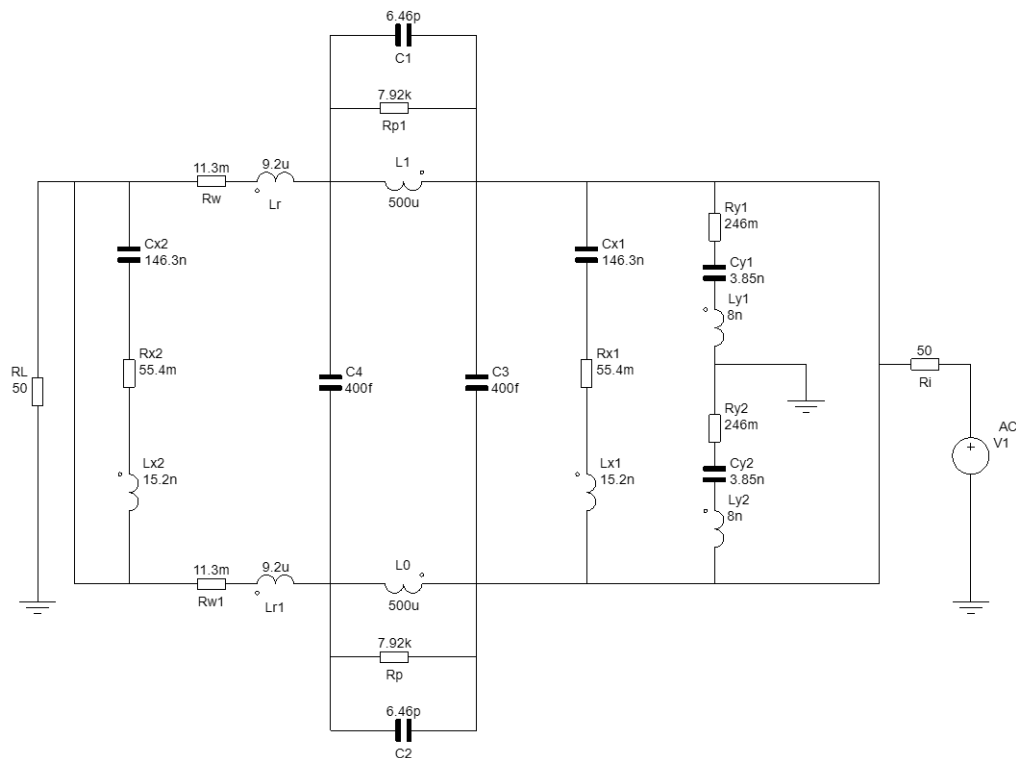 6.46p
C1
7.92k
Rp1
11.3m
Rw
9.2u
Lr
L1
500u
Ry1
246m
Cx2
146.3n
Cx1
146.3n
Cy1
3.85n
Ly1
8n
RL
50
Rx2
55.4m
C4
400f
C3
400f
Rx1
55.4m
50
Ri
Ry2
246m
AC
V1
+
Lx2
15.2n
Lx1
15.2n
Cy2
3.85n
Ly2
8n
11.3m
Rw1
9.2u
Lr1
L0
500u
7.92k
Rp
6.46p
C2